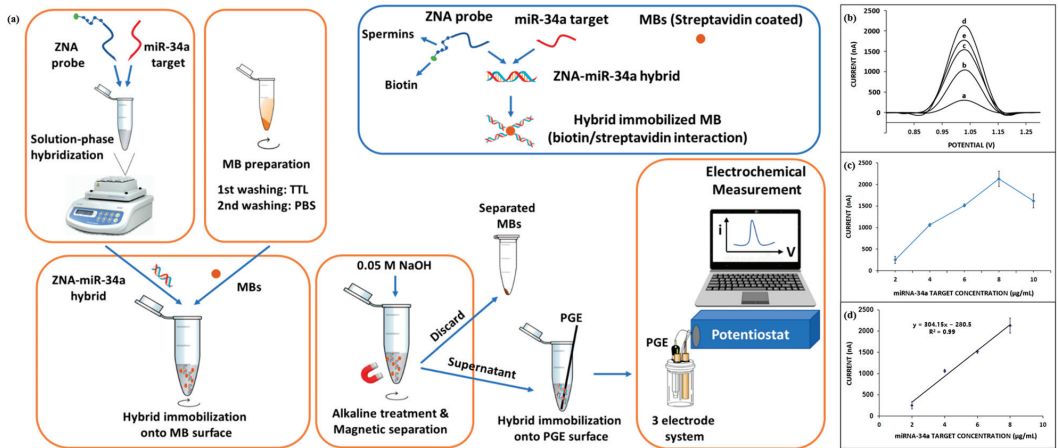 (a)
ZNA
probe
miR-34a
target
Solution-phase
hybridization
MB preparation
1st washing: TTL
2nd washing: PBS
ZNA probe
miR-34a target
MBs (Streptavidin coated)
Spermins
Biotin
ZNA-miR-34a hybrid
Hybrid immobilized MB
(biotin/streptavidin interaction)
ZNA-miR-34a
hybrid
MBs
Hybrid immobilization
onto MB surface
0.05 M NaOH
Alkaline treatment &
Magnetic separation
Discard
Supernatant
Separated
MBs
PGE
Hybrid immobilization
onto PGE surface
Electrochemical
Measurement
i
V
Potentiostat
PGE
3 electrode
system
(b)
CURRENT (nA)
2500
2000
1500
1000
500
0
d
e
c
b
a
0.85
0.95
1.05
1.15
1.25
POTENTIAL (V)
(c)
CURRENT (nA)
2500
2000
1500
1000
500
0
2
4
6
8
10
miRNA-34a TARGET CONCENTRATION (µg/mL)
(d)
CURRENT (nA)
2500
2000
1500
1000
500
0
y = 304.15x − 280.5
R² = 0.99
0
2
4
6
8
10
miRNA-34a TARGET CONCENTRATION (µg/mL)